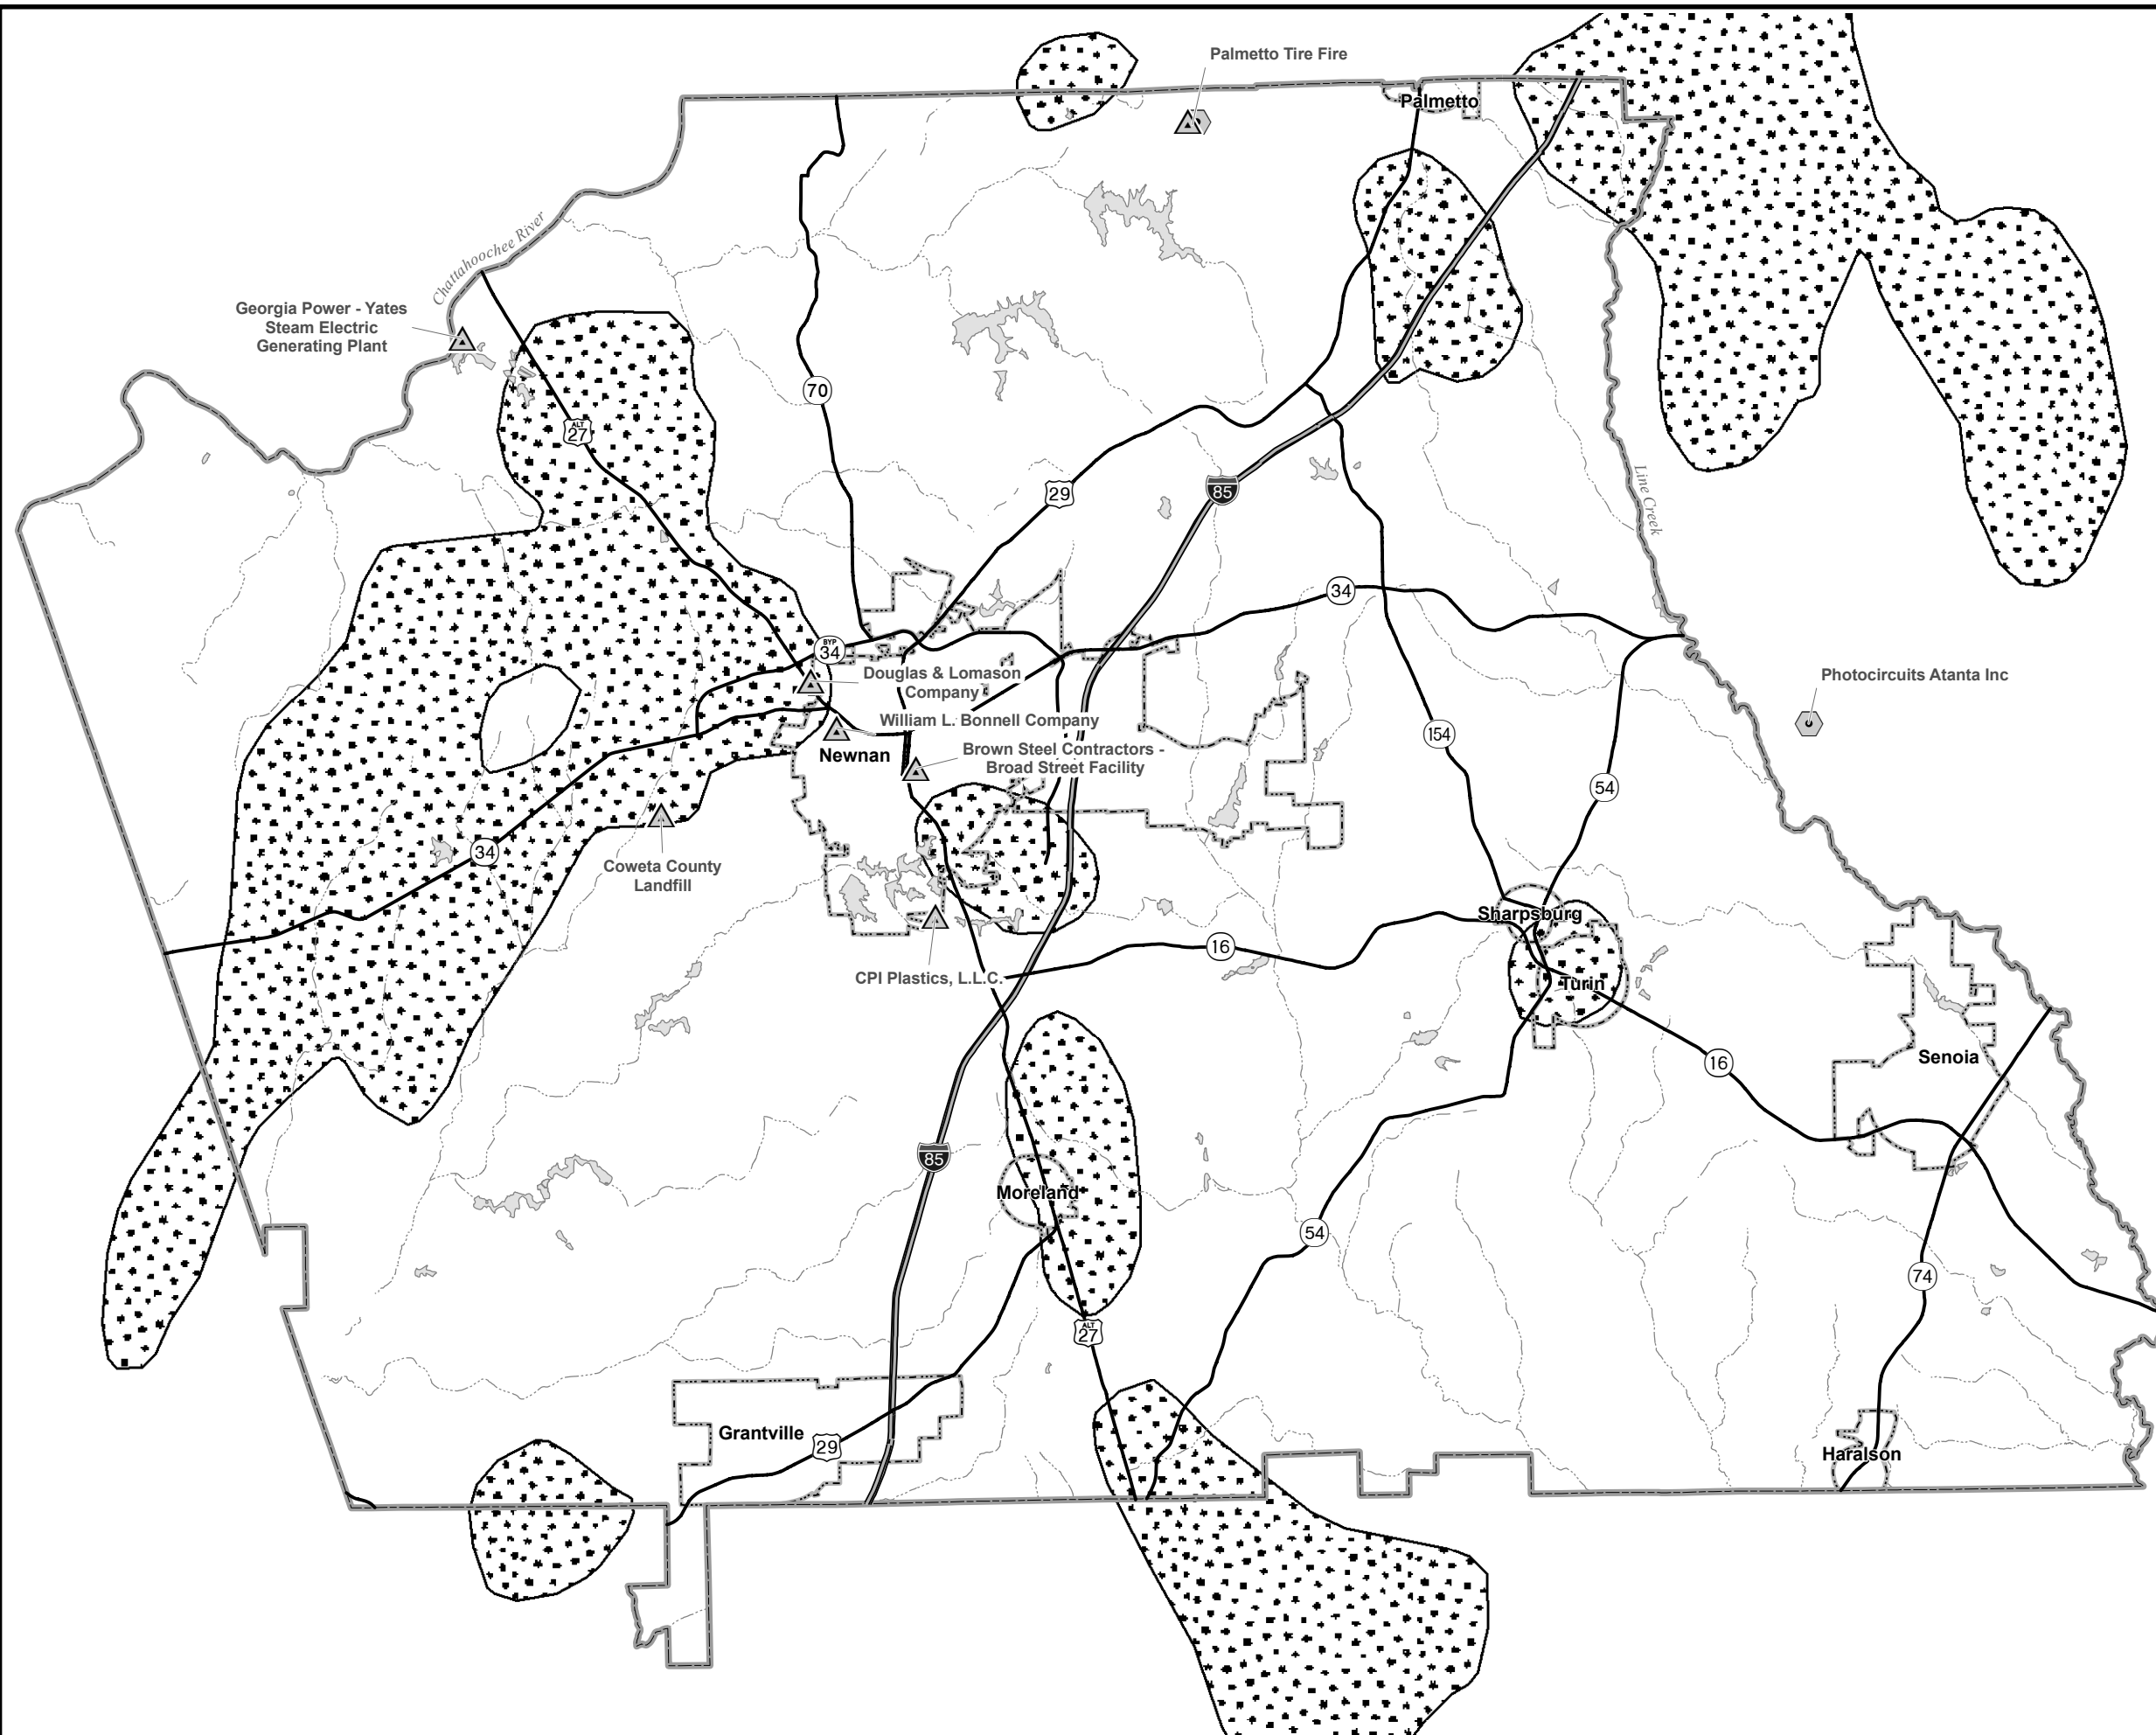 Palmetto Tire Fire
Palmetto
Chattahoochee River
Georgia Power - Yates
Steam Electric
Generating Plant
70
ALT
27
29
85
Line Creek
34
BYP
34
Douglas & Lomason
Company
Photocircuits Atanta Inc
William L. Bonnell Company
154
Newnan
Brown Steel Contractors -
Broad Street Facility
54
34
Coweta County
Landfill
Sharpsburg
16
CPI Plastics, L.L.C.
Turin
Senoia
16
85
Moreland
54
74
ALT
27
Grantville
29
Haralson